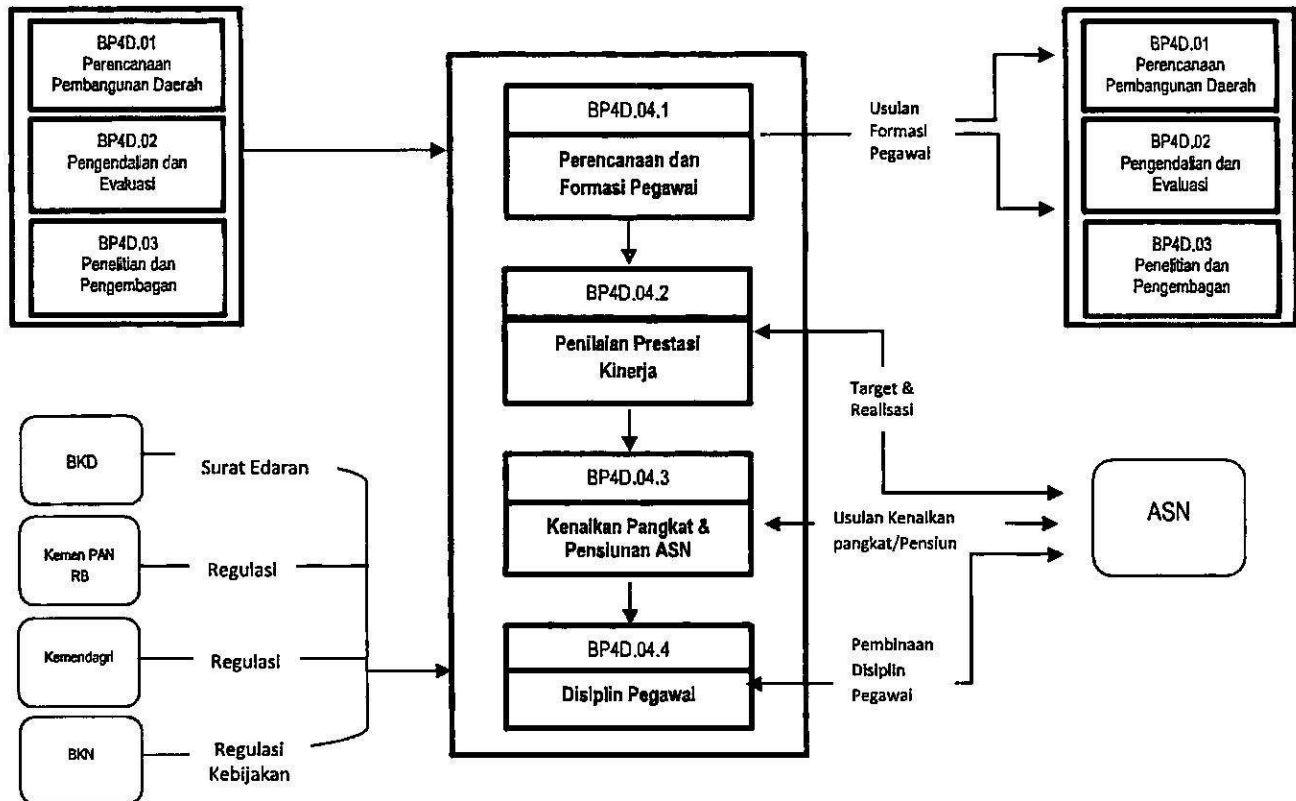 BP4D.01
Perencanaan
Pembangunan Daerah
BP4D.02
Pengendalian dan
Evaluasi
BP4D.03
Penelitian dan
Pengembagan
BKD
Surat Edaran
Kemen PAN
RB
Regulasi
Kemendagri
Regulasi
BKN
Regulasi
Kebijakan
BP4D.04.1
Perencanaan dan
Formasi Pegawai
BP4D.04.2
Penilaian Prestasi
Kinerja
BP4D.04.3
Kenaikan Pangkat &
Pensiunan ASN
BP4D.04.4
Disiplin Pegawai
Usulan
Formasi
Pegawai
Target &
Realisasi
Usulan Kenaikan
pangkat/Pensiun
Pembinaan
Disiplin
Pegawai
BP4D.01
Perencanaan
Pembangunan Daerah
BP4D.02
Pengendalian dan
Evaluasi
BP4D.03
Penelitian dan
Pengembagan
ASN